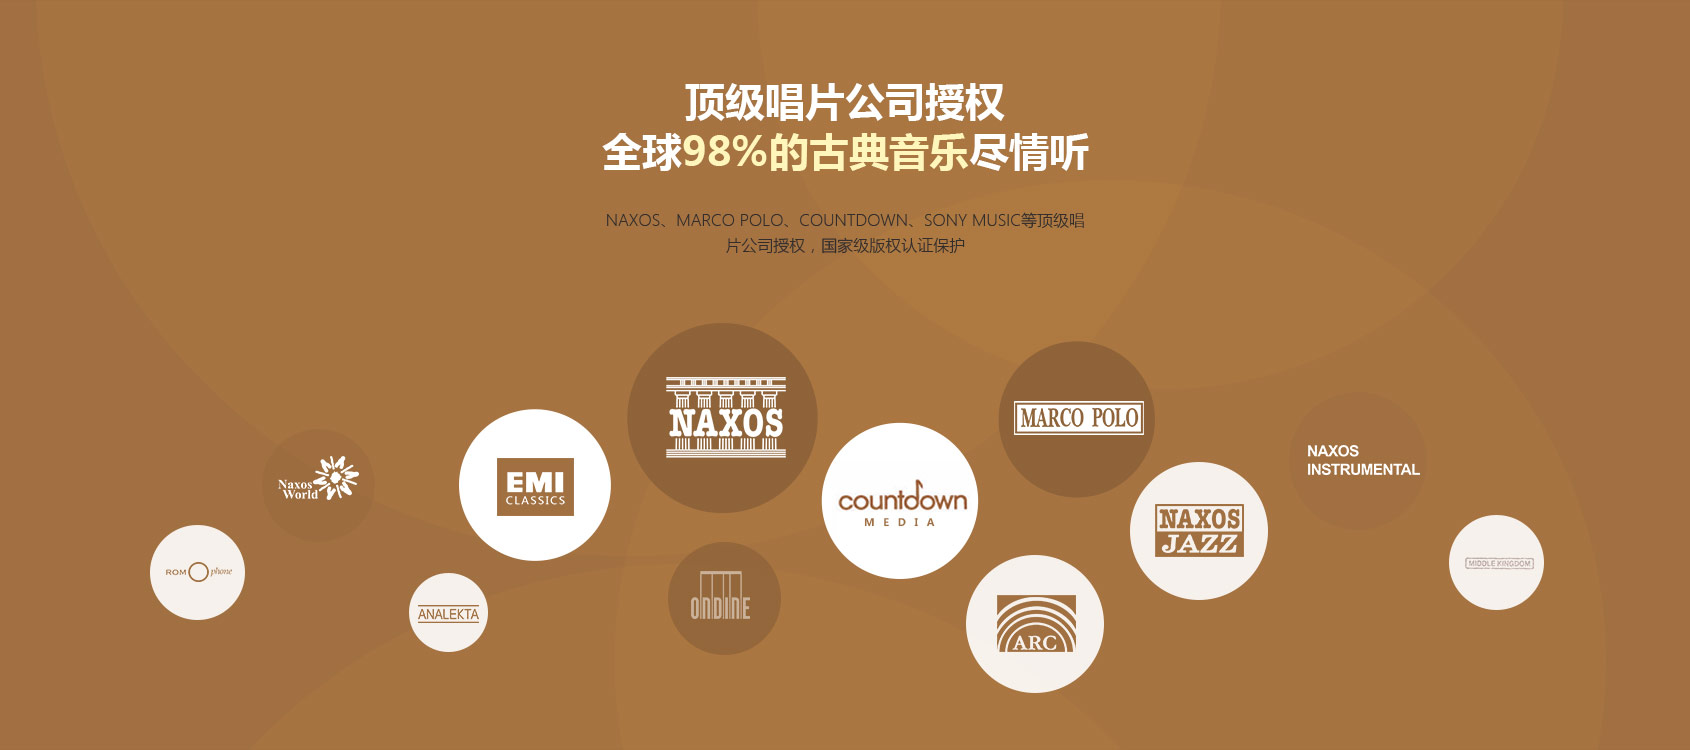 顶级唱片公司授权
全球98%的古典音乐尽情听
NAXOS、MARCO POLO、COUNTDOWN、SONY MUSIC等顶级唱
片公司授权，国家级版权认证保护
NAXOS
MARCO POLO
Naxos
World
EMI
CLASSICS
countdown
MEDIA
NAXOS
INSTRUMENTAL
NAXOS
JAZZ
ROM phone
ANALEKTA
ONDINE
ARC
MIDDLE KINGDOM